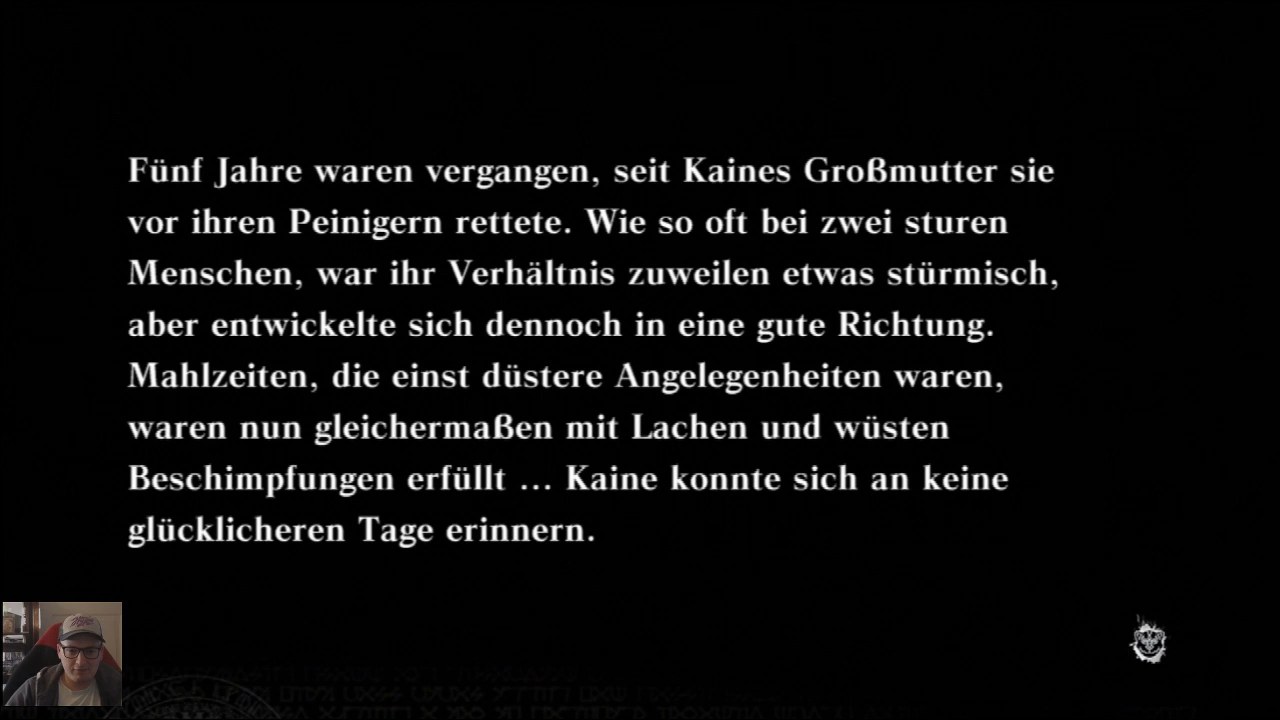 Fünf Jahre waren vergangen, seit Kaines Großmutter sie
vor ihren Peinigern rettete. Wie so oft bei zwei sturen
Menschen, war ihr Verhältnis zuweilen etwas stürmisch,
aber entwickelte sich dennoch in eine gute Richtung.
Mahlzeiten, die einst düstere Angelegenheiten waren,
waren nun gleichermaßen mit Lachen und wüsten
Beschimpfungen erfüllt ... Kaine konnte sich an keine
glücklicheren Tage erinnern.